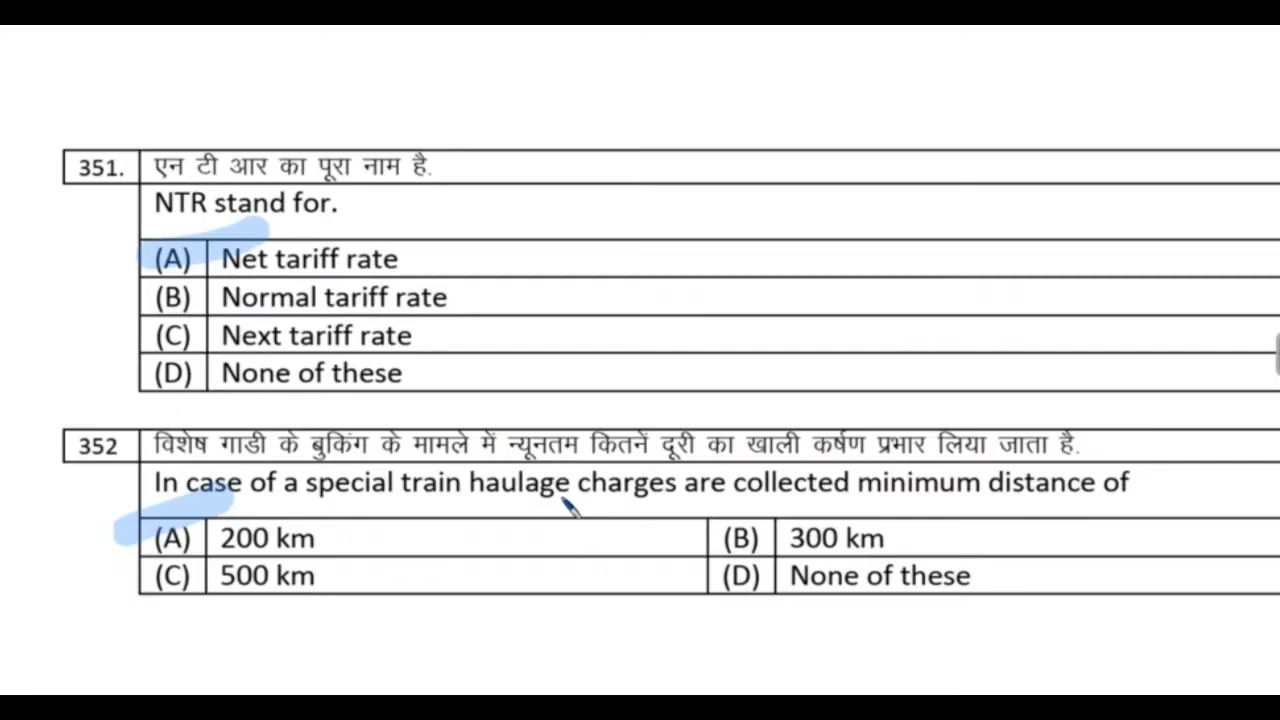 351. एन टी आर का पूरा नाम है.
NTR stand for.
(A) Net tariff rate
(B) Normal tariff rate
(C) Next tariff rate
(D) None of these
352 विशेष गाडी के बुकिंग के मामले में न्यूनतम कितनें दूरी का खाली कर्षण प्रभार लिया जाता है.
In case of a special train haulage charges are collected minimum distance of
(A) 200 km (B) 300 km
(C) 500 km (D) None of these